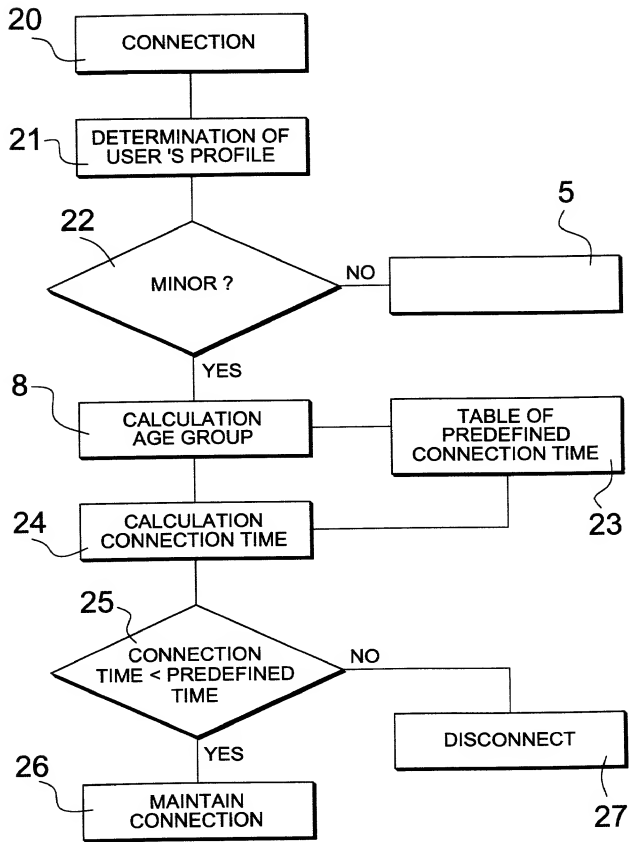 20
CONNECTION
21
DETERMINATION OF
USER 'S PROFILE
22
MINOR ?
NO
5
YES
8
CALCULATION
AGE GROUP
TABLE OF
PREDEFINED
CONNECTION TIME
23
24
CALCULATION
CONNECTION TIME
25
CONNECTION
TIME < PREDEFINED
TIME
NO
YES
DISCONNECT
27
26
MAINTAIN
CONNECTION